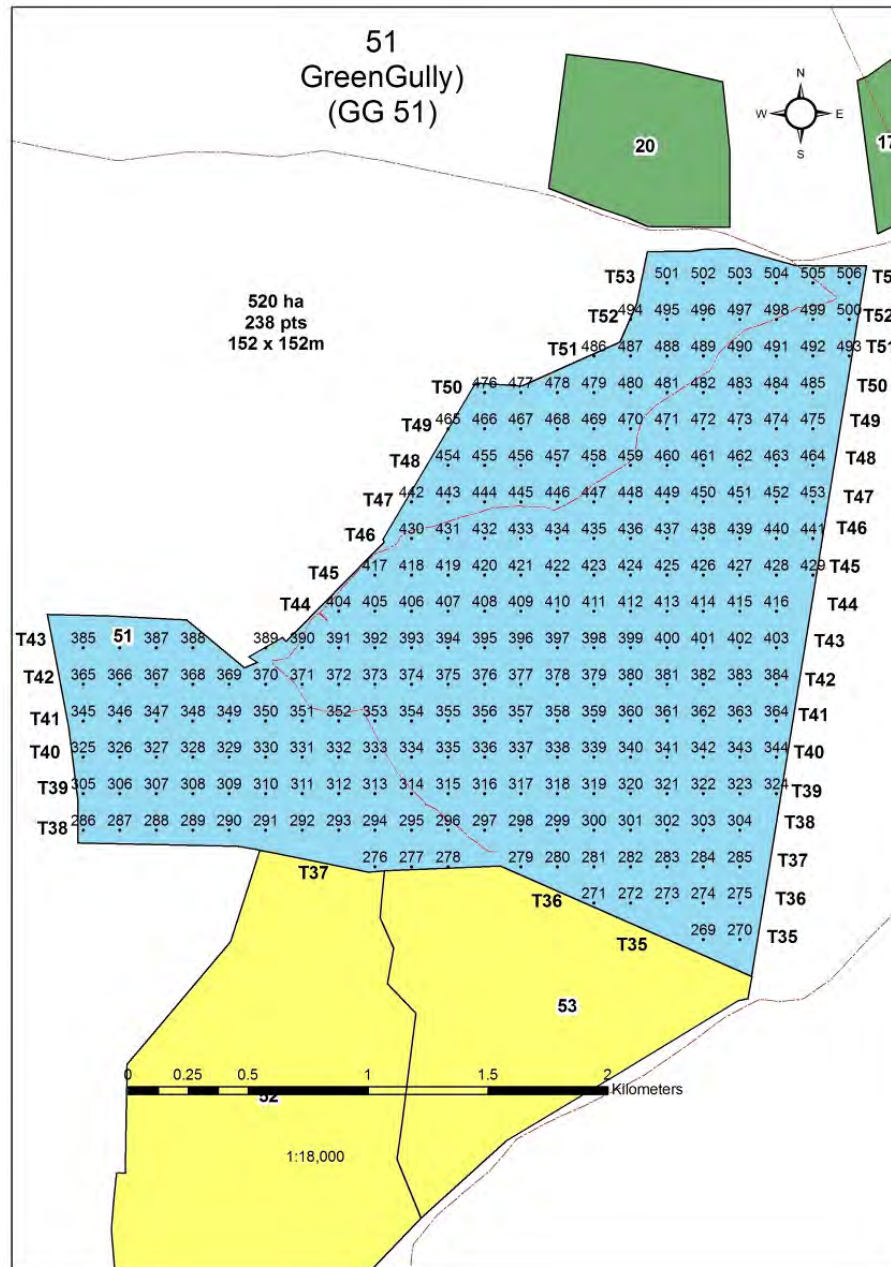 51
GreenGully)
(GG 51)
N
W E
S
20
17
520 ha
238 pts
152 x 152m
T53 501 502 503 504 505 506 T5
T52 494 495 496 497 498 499 500 T52
T51 486 487 488 489 490 491 492 493 T51
T50 476 477 478 479 480 481 482 483 484 485 T50
T49 465 466 467 468 469 470 471 472 473 474 475 T49
T48 454 455 456 457 458 459 460 461 462 463 464 T48
T47 442 443 444 445 446 447 448 449 450 451 452 453 T47
T46 430 431 432 433 434 435 436 437 438 439 440 441 T46
T45 417 418 419 420 421 422 423 424 425 426 427 428 429 T45
T44 404 405 406 407 408 409 410 411 412 413 414 415 416 T44
T43 385 51 387 388 389 390 391 392 393 394 395 396 397 398 399 400 401 402 403 T43
T42 365 366 367 368 369 370 371 372 373 374 375 376 377 378 379 380 381 382 383 384 T42
T41 345 346 347 348 349 350 351 352 353 354 355 356 357 358 359 360 361 362 363 364 T41
T40 325 326 327 328 329 330 331 332 333 334 335 336 337 338 339 340 341 342 343 344 T40
T39 305 306 307 308 309 310 311 312 313 314 315 316 317 318 319 320 321 322 323 324 T39
T38 286 287 288 289 290 291 292 293 294 295 296 297 298 299 300 301 302 303 304 T38
T37 276 277 278 279 280 281 282 283 284 285 T37
T36 271 272 273 274 275 T36
T35 269 270 T35
53
0 0.25 0.5 1 1.5 2
Kilometers
52
1:18,000